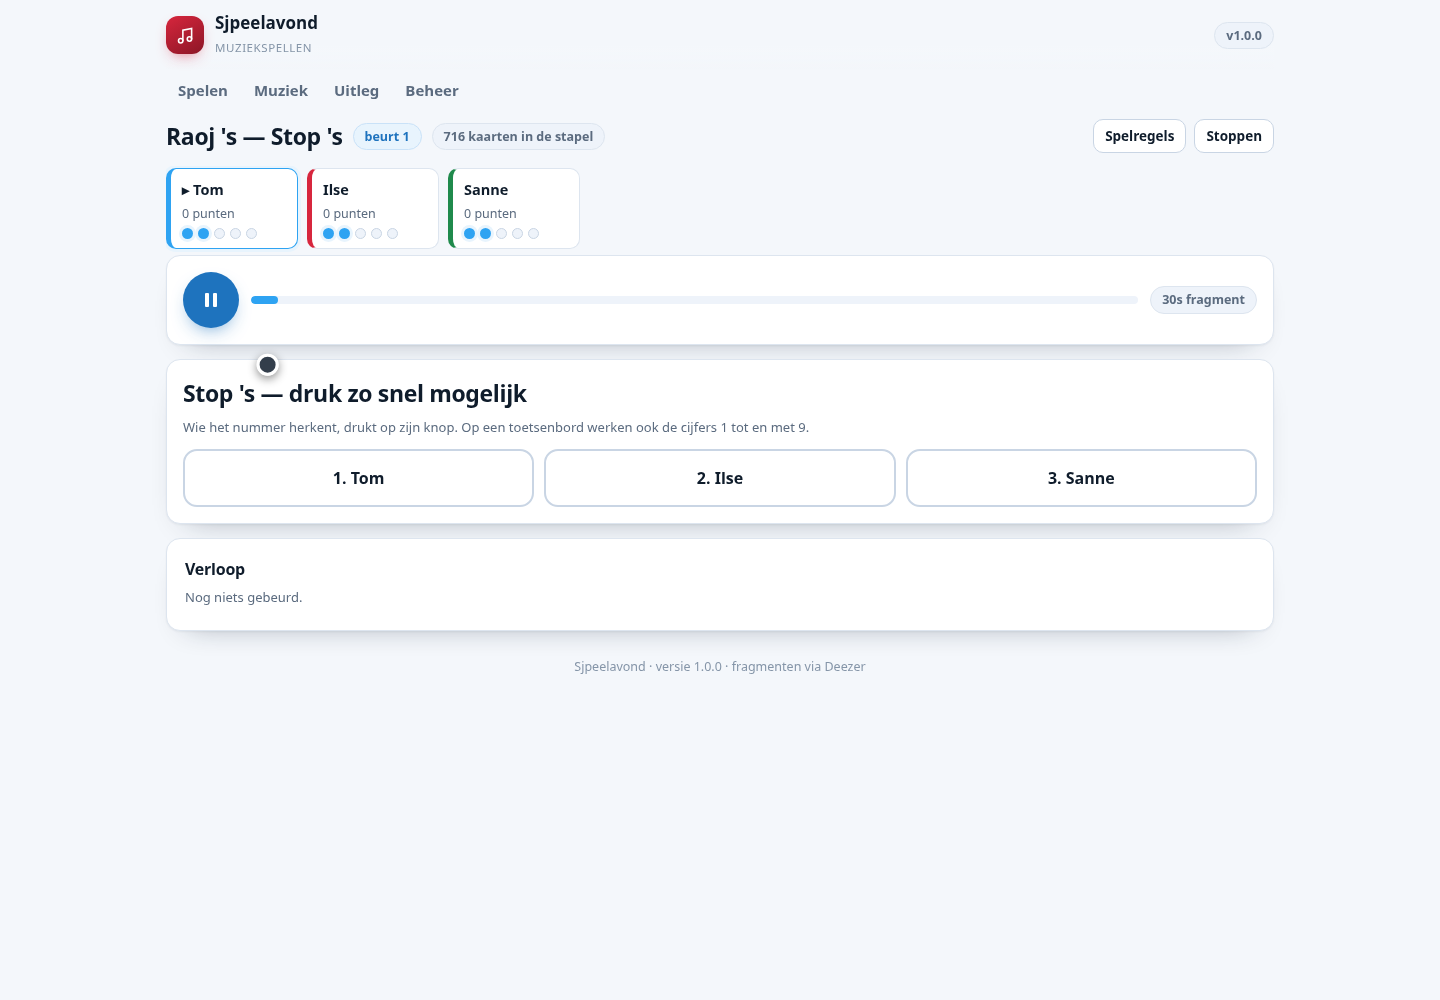 Sjpeelavond
MUZIEKSPELLEN
v1.0.0
Spelen Muziek Uitleg Beheer
Raoj 's — Stop 's beurt 1 716 kaarten in de stapel Spelregels Stoppen
▸ Tom
0 punten
Ilse
0 punten
Sanne
0 punten
30s fragment
Stop 's — druk zo snel mogelijk
Wie het nummer herkent, drukt op zijn knop. Op een toetsenbord werken ook de cijfers 1 tot en met 9.
1. Tom 2. Ilse 3. Sanne
Verloop
Nog niets gebeurd.
Sjpeelavond · versie 1.0.0 · fragmenten via Deezer